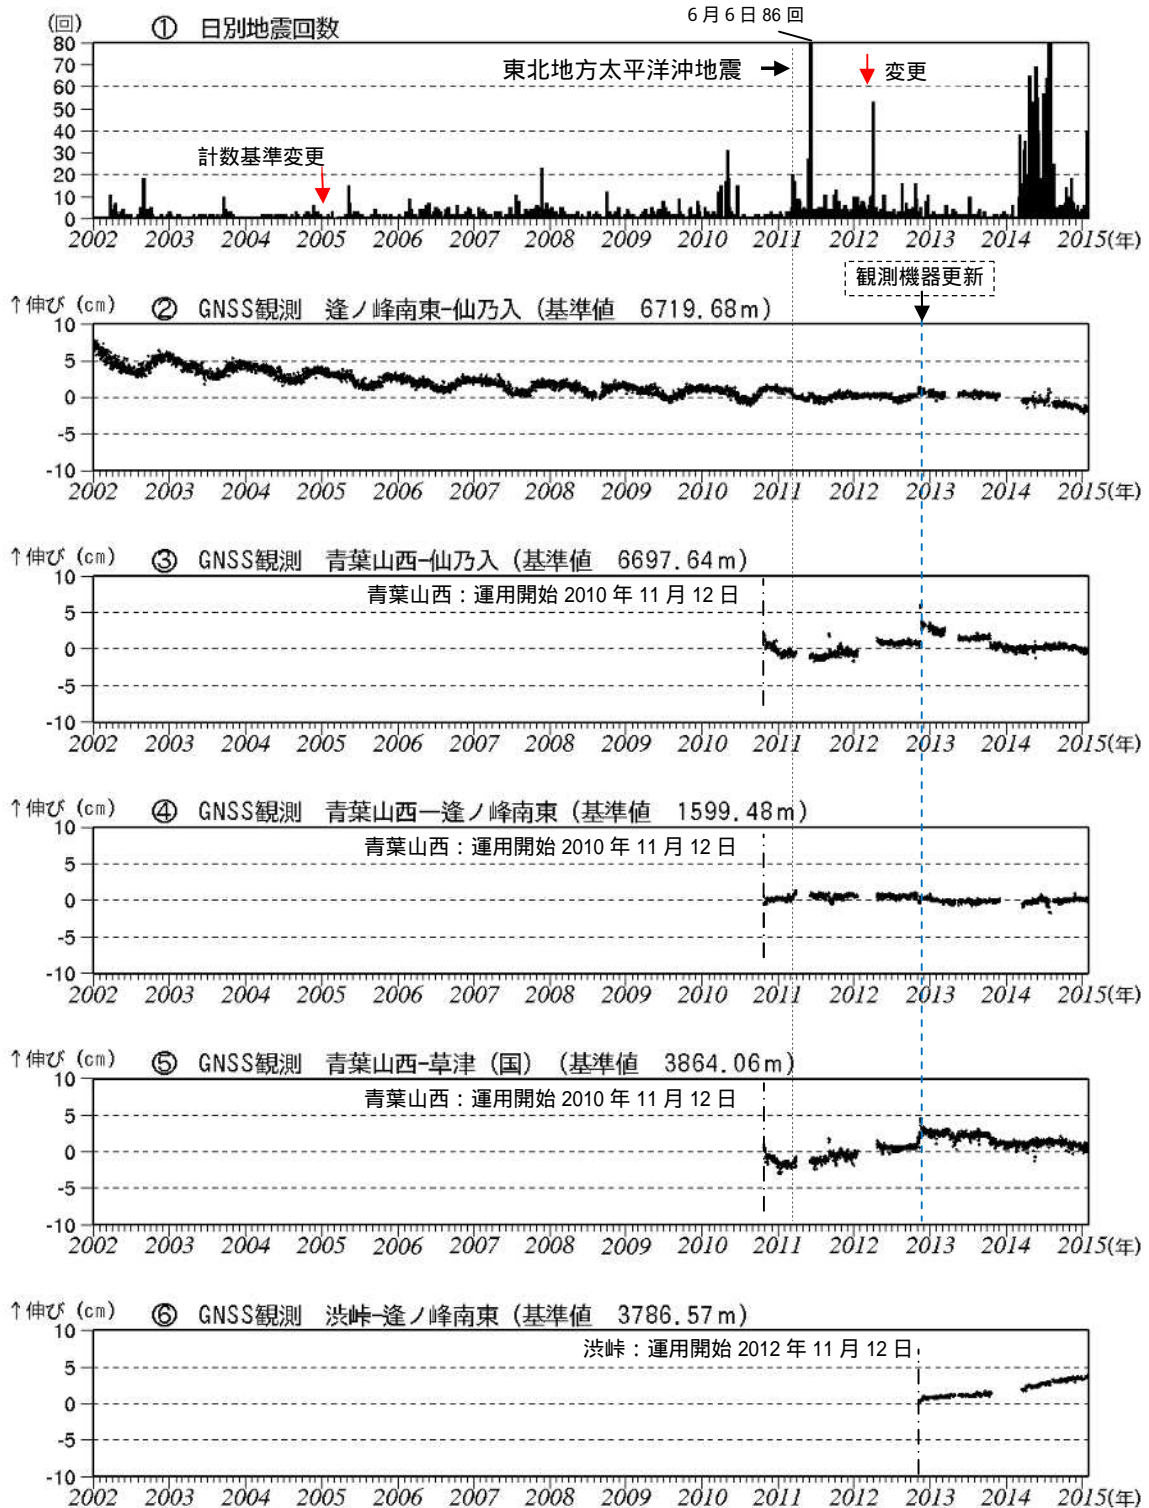 6月6日86回
(回) ① 日別地震回数
80
70
東北地方太平洋沖地震
変更
60
50
40
30
計数基準変更
20
10
0
2002 2003 2004 2005 2006 2007 2008 2009 2010 2011 2012 2013 2014 2015(年)
観測機器更新
↑伸び (cm) ② GNSS観測 逢ノ峰南東-仙乃入 (基準値 6719.68m)
10
5
0
-5
-10
2002 2003 2004 2005 2006 2007 2008 2009 2010 2011 2012 2013 2014 2015(年)
↑伸び (cm) ③ GNSS観測 青葉山西-仙乃入 (基準値 6697.64m)
10
青葉山西：運用開始 2010年11月12日
5
0
-5
-10
2002 2003 2004 2005 2006 2007 2008 2009 2010 2011 2012 2013 2014 2015(年)
↑伸び (cm) ④ GNSS観測 青葉山西ー逢ノ峰南東 (基準値 1599.48m)
10
青葉山西：運用開始 2010年11月12日
5
0
-5
-10
2002 2003 2004 2005 2006 2007 2008 2009 2010 2011 2012 2013 2014 2015(年)
↑伸び (cm) ⑤ GNSS観測 青葉山西-草津 (国) (基準値 3864.06m)
10
青葉山西：運用開始 2010年11月12日
5
0
-5
-10
2002 2003 2004 2005 2006 2007 2008 2009 2010 2011 2012 2013 2014 2015(年)
↑伸び (cm) ⑥ GNSS観測 渋峠-逢ノ峰南東 (基準値 3786.57m)
10
渋峠：運用開始 2012年11月12日
5
0
-5
-10
2002 2003 2004 2005 2006 2007 2008 2009 2010 2011 2012 2013 2014 2015(年)